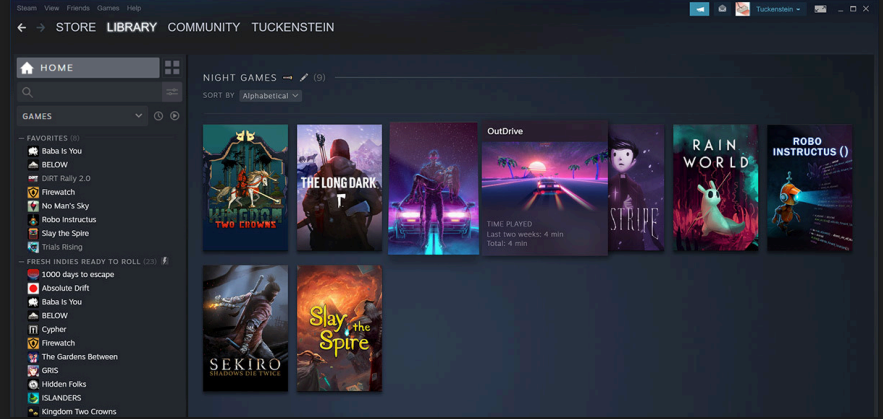 Steam View Friends Games Help
Tuckenstein
STORE LIBRARY COMMUNITY TUCKENSTEIN
HOME
GAMES
— FAVORITES (8)
Baba Is You
BELOW
DiRT Rally 2.0
Firewatch
No Man's Sky
Robo Instructus
Slay the Spire
Trials Rising
— FRESH INDIES READY TO ROLL (23)
1000 days to escape
Absolute Drift
Baba Is You
BELOW
Cypher
Firewatch
The Gardens Between
GRIS
Hidden Folks
ISLANDERS
Kingdom Two Crowns
NIGHT GAMES (9)
SORT BY Alphabetical
KINGDOM
TWO CROWNS
THE LONG DARK
OutDrive
TIME PLAYED
Last two weeks: 4 min
Total: 4 min
STRIPE
RAIN
WORLD
ROBO
INSTRUCTUS ()
SEKIRO
SHADOWS DIE TWICE
Slay
the
Spire